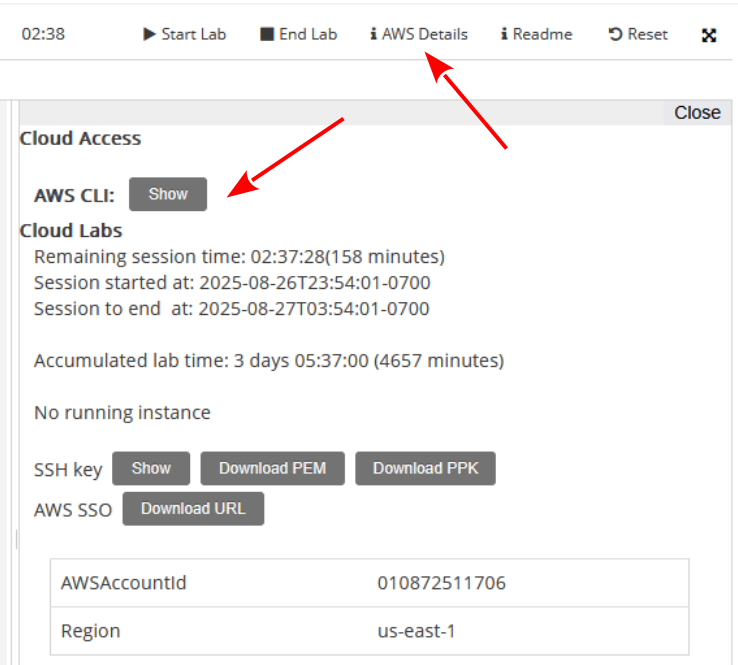 02:38 Start Lab End Lab AWS Details Readme Reset
Close
Cloud Access
AWS CLI: Show
Cloud Labs
Remaining session time: 02:37:28(158 minutes)
Session started at: 2025-08-26T23:54:01-0700
Session to end at: 2025-08-27T03:54:01-0700
Accumulated lab time: 3 days 05:37:00 (4657 minutes)
No running instance
SSH key Show Download PEM Download PPK
AWS SSO Download URL
AWSAccountId 010872511706
Region us-east-1